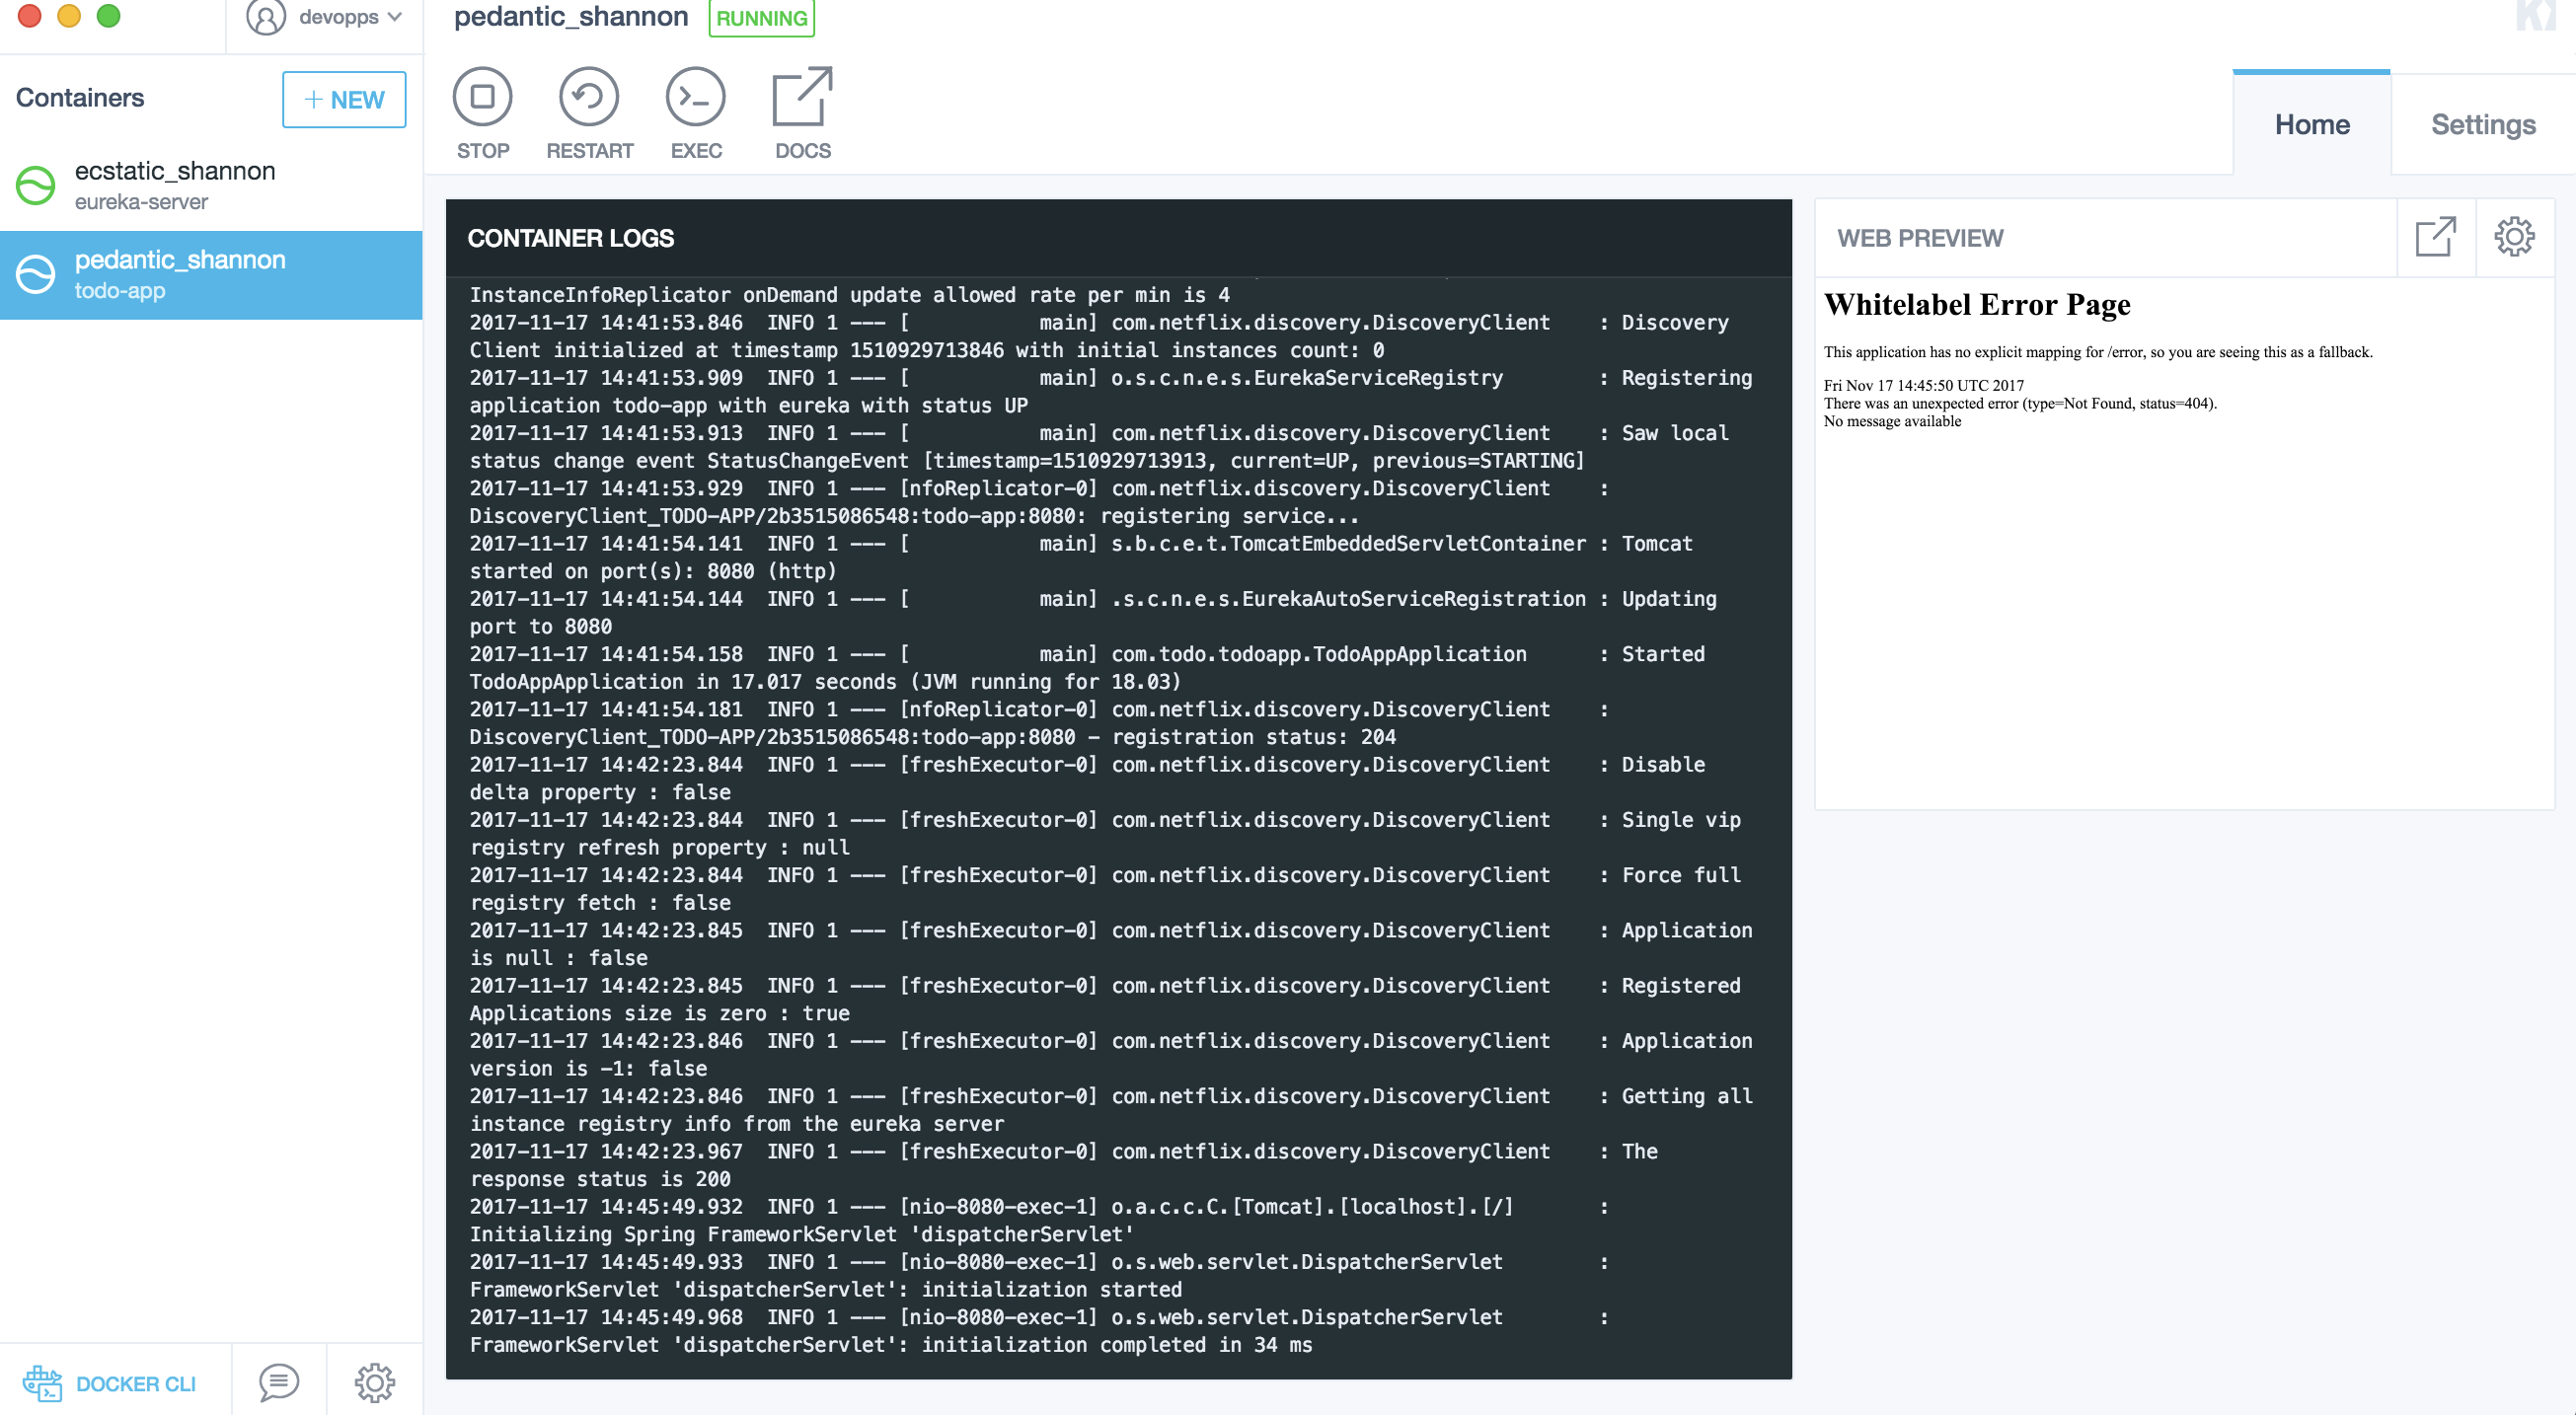 devopps
pedantic_shannon RUNNING
Containers
+ NEW
ecstatic_shannon
eureka-server
pedantic_shannon
todo-app
STOP RESTART EXEC DOCS
Home Settings
CONTAINER LOGS
InstanceInfoReplicator onDemand update allowed rate per min is 4
2017-11-17 14:41:53.846  INFO 1 --- [           main] com.netflix.discovery.DiscoveryClient    : Discovery
Client initialized at timestamp 1510929713846 with initial instances count: 0
2017-11-17 14:41:53.909  INFO 1 --- [           main] o.s.c.n.e.s.EurekaServiceRegistry        : Registering
application todo-app with eureka with status UP
2017-11-17 14:41:53.913  INFO 1 --- [           main] com.netflix.discovery.DiscoveryClient    : Saw local
status change event StatusChangeEvent [timestamp=1510929713913, current=UP, previous=STARTING]
2017-11-17 14:41:53.929  INFO 1 --- [nfoReplicator-0] com.netflix.discovery.DiscoveryClient    :
DiscoveryClient_TODO-APP/2b3515086548:todo-app:8080: registering service...
2017-11-17 14:41:54.141  INFO 1 --- [           main] s.b.c.e.t.TomcatEmbeddedServletContainer : Tomcat
started on port(s): 8080 (http)
2017-11-17 14:41:54.144  INFO 1 --- [           main] .s.c.n.e.s.EurekaAutoServiceRegistration : Updating
port to 8080
2017-11-17 14:41:54.158  INFO 1 --- [           main] com.todo.todoapp.TodoAppApplication      : Started
TodoAppApplication in 17.017 seconds (JVM running for 18.03)
2017-11-17 14:41:54.181  INFO 1 --- [nfoReplicator-0] com.netflix.discovery.DiscoveryClient    :
DiscoveryClient_TODO-APP/2b3515086548:todo-app:8080 - registration status: 204
2017-11-17 14:42:23.844  INFO 1 --- [freshExecutor-0] com.netflix.discovery.DiscoveryClient    : Disable
delta property : false
2017-11-17 14:42:23.844  INFO 1 --- [freshExecutor-0] com.netflix.discovery.DiscoveryClient    : Single vip
registry refresh property : null
2017-11-17 14:42:23.844  INFO 1 --- [freshExecutor-0] com.netflix.discovery.DiscoveryClient    : Force full
registry fetch : false
2017-11-17 14:42:23.845  INFO 1 --- [freshExecutor-0] com.netflix.discovery.DiscoveryClient    : Application
is null : false
2017-11-17 14:42:23.845  INFO 1 --- [freshExecutor-0] com.netflix.discovery.DiscoveryClient    : Registered
Applications size is zero : true
2017-11-17 14:42:23.846  INFO 1 --- [freshExecutor-0] com.netflix.discovery.DiscoveryClient    : Application
version is -1: false
2017-11-17 14:42:23.846  INFO 1 --- [freshExecutor-0] com.netflix.discovery.DiscoveryClient    : Getting all
instance registry info from the eureka server
2017-11-17 14:42:23.967  INFO 1 --- [freshExecutor-0] com.netflix.discovery.DiscoveryClient    : The
response status is 200
2017-11-17 14:45:49.932  INFO 1 --- [nio-8080-exec-1] o.a.c.c.C.[Tomcat].[localhost].[/]       :
Initializing Spring FrameworkServlet 'dispatcherServlet'
2017-11-17 14:45:49.933  INFO 1 --- [nio-8080-exec-1] o.s.web.servlet.DispatcherServlet        :
FrameworkServlet 'dispatcherServlet': initialization started
2017-11-17 14:45:49.968  INFO 1 --- [nio-8080-exec-1] o.s.web.servlet.DispatcherServlet        :
FrameworkServlet 'dispatcherServlet': initialization completed in 34 ms
WEB PREVIEW
Whitelabel Error Page
This application has no explicit mapping for /error, so you are seeing this as a fallback.
Fri Nov 17 14:45:50 UTC 2017
There was an unexpected error (type=Not Found, status=404).
No message available
DOCKER CLI